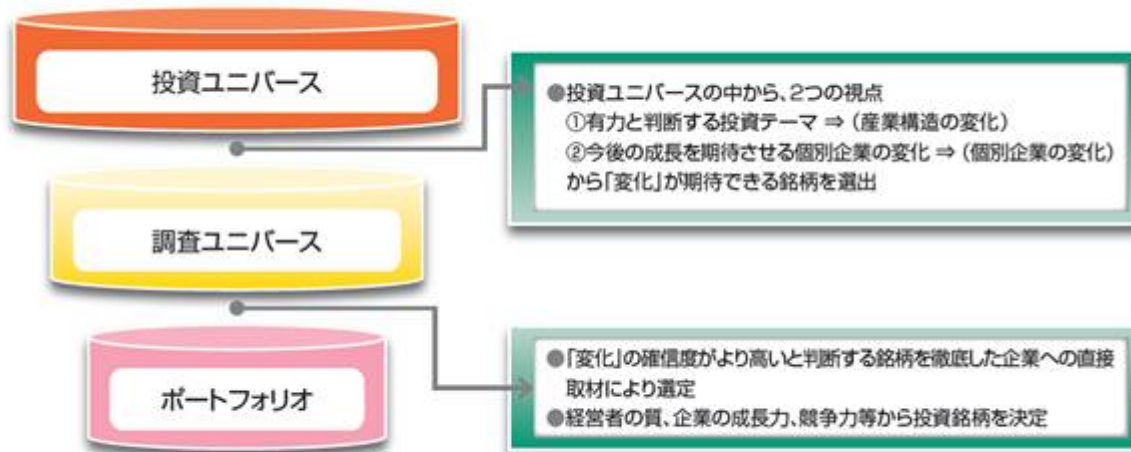 投資ユニバース
●投資ユニバースの中から、2つの視点
①有力と判断する投資テーマ ⇒ (産業構造の変化)
②今後の成長を期待させる個別企業の変化 ⇒ (個別企業の変化)
から「変化」が期待できる銘柄を選出
調査ユニバース
●「変化」の確信度がより高いと判断する銘柄を徹底した企業への直接
取材により選定
●経営者の質、企業の成長力、競争力等から投資銘柄を決定
ポートフォリオ